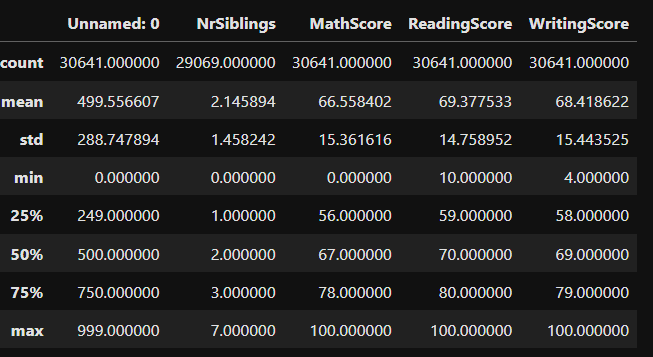 Unnamed: 0 NrSiblings MathScore ReadingScore WritingScore
count 30641.000000 29069.000000 30641.000000 30641.000000 30641.000000
mean 499.556607 2.145894 66.558402 69.377533 68.418622
std 288.747894 1.458242 15.361616 14.758952 15.443525
min 0.000000 0.000000 0.000000 10.000000 4.000000
25% 249.000000 1.000000 56.000000 59.000000 58.000000
50% 500.000000 2.000000 67.000000 70.000000 69.000000
75% 750.000000 3.000000 78.000000 80.000000 79.000000
max 999.000000 7.000000 100.000000 100.000000 100.000000